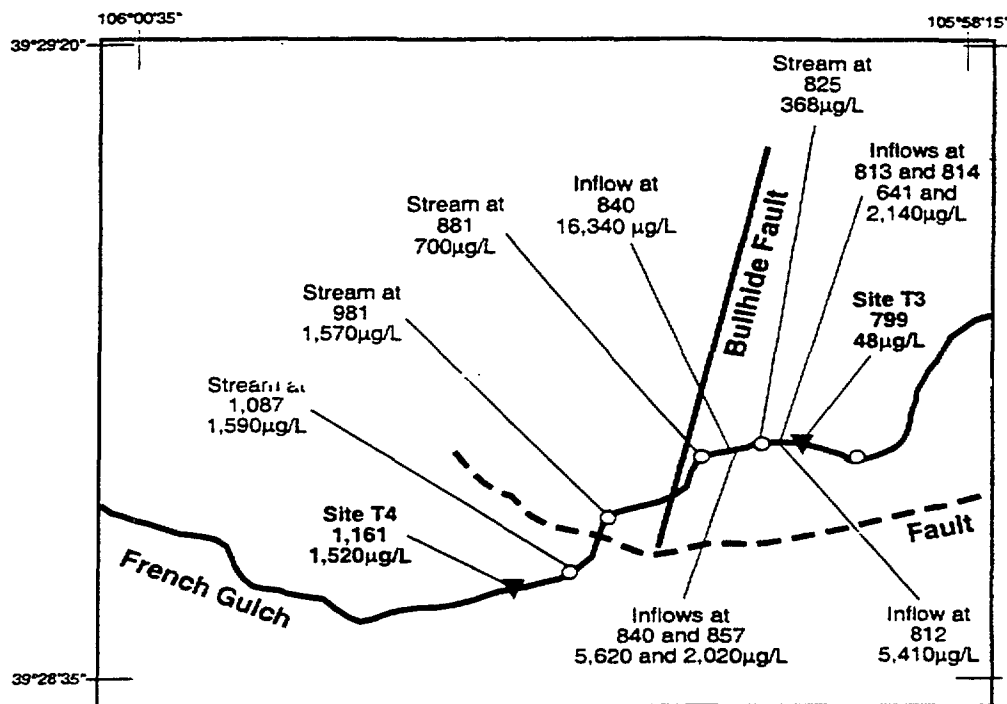 106°00'35"
105°58'15"
39°29'20"
Stream at
825
368µg/L
Inflows at
813 and 814
641 and
2,140µg/L
Inflow at
840
16,340 µg/L
Stream at
881
700µg/L
Bullhide Fault
Site T3
799
48µg/L
Stream at
981
1,570µg/L
Stream at
1,087
1,590µg/L
Site T4
1,161
1,520µg/L
Fault
French Gulch
Inflows at
840 and 857
5,620 and 2,020µg/L
Inflow at
812
5,410µg/L
39°28'35"